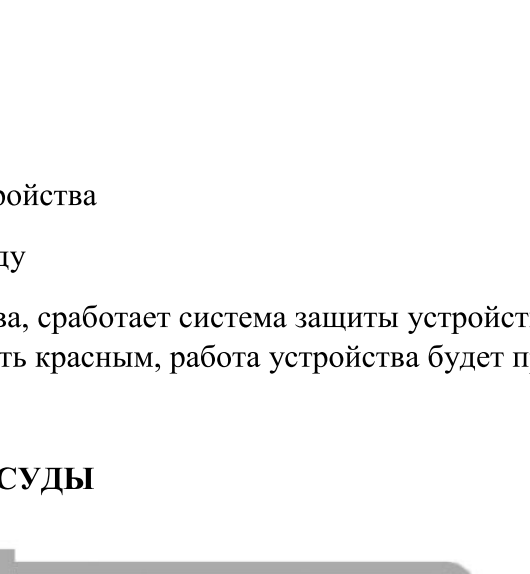 ройства
ду
ва, сработает система защиты устройст
ть красным, работа устройства будет п
СУДЫ